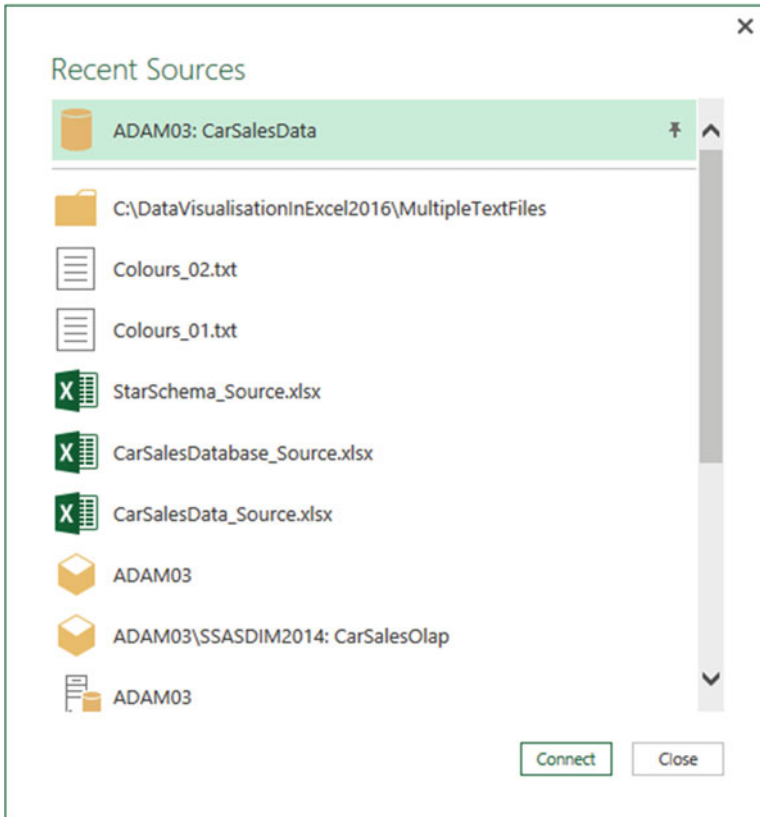 Recent Sources
ADAM03: CarSalesData
C:\DataVisualisationInExcel2016\MultipleTextFiles
Colours_02.txt
Colours_01.txt
StarSchema_Source.xlsx
CarSalesDatabase_Source.xlsx
CarSalesData_Source.xlsx
ADAM03
ADAM03\SSASDIM2014: CarSalesOlap
ADAM03
Connect Close